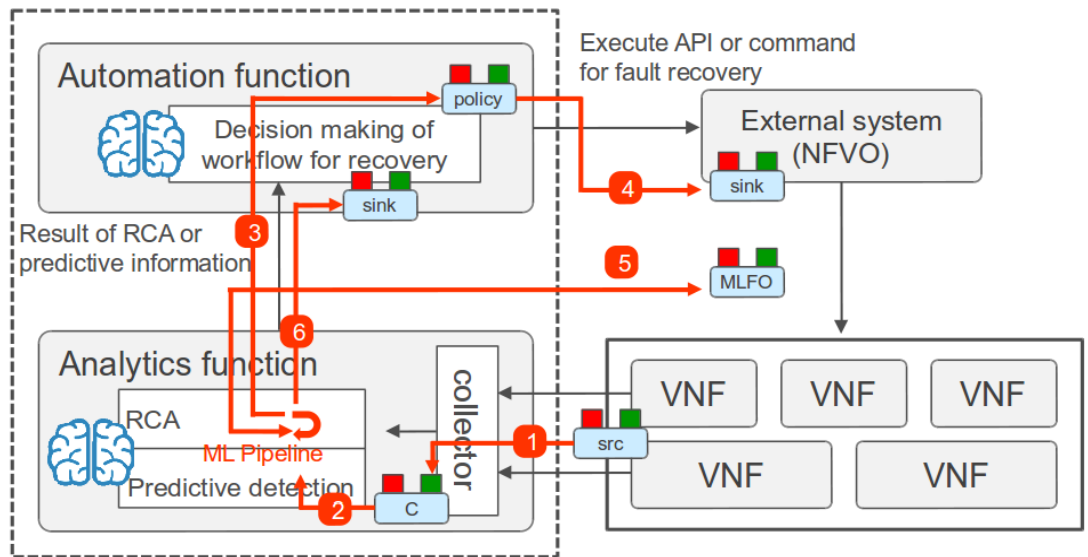 Execute API or command
for fault recovery
Automation function
policy
Decision making of
workflow for recovery
External system
(NFVO)
sink
4
sink
Result of RCA or
predictive information
3
5
MLFO
6
Analytics function
collector
VNF
VNF
VNF
RCA
1
src
ML Pipeline
Predictive detection
VNF
VNF
2
C